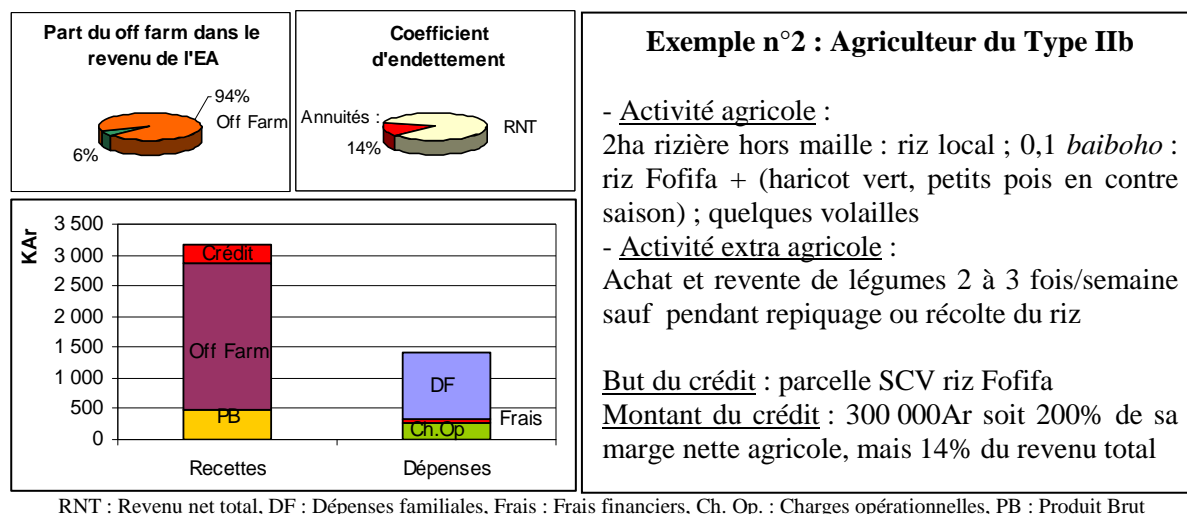 Part du off farm dans le
revenu de l'EA
94%
Off Farm
6%
Coefficient
d'endettement
Annuités :
14%
RNT
KAr
3 500
3 000
2 500
2 000
1 500
1 000
500
0
Crédit
Off Farm
PB
DF
Frais
Ch.Op
Recettes
Dépenses
Exemple n°2 : Agriculteur du Type IIb
- Activité agricole :
2ha rizière hors maille : riz local ; 0,1 baiboho :
riz Fofifa + (haricot vert, petits pois en contre
saison) ; quelques volailles
- Activité extra agricole :
Achat et revente de légumes 2 à 3 fois/semaine
sauf pendant repiquage ou récolte du riz
But du crédit : parcelle SCV riz Fofifa
Montant du crédit : 300 000Ar soit 200% de sa
marge nette agricole, mais 14% du revenu total
RNT : Revenu net total, DF : Dépenses familiales, Frais : Frais financiers, Ch. Op. : Charges opérationnelles, PB : Produit Brut